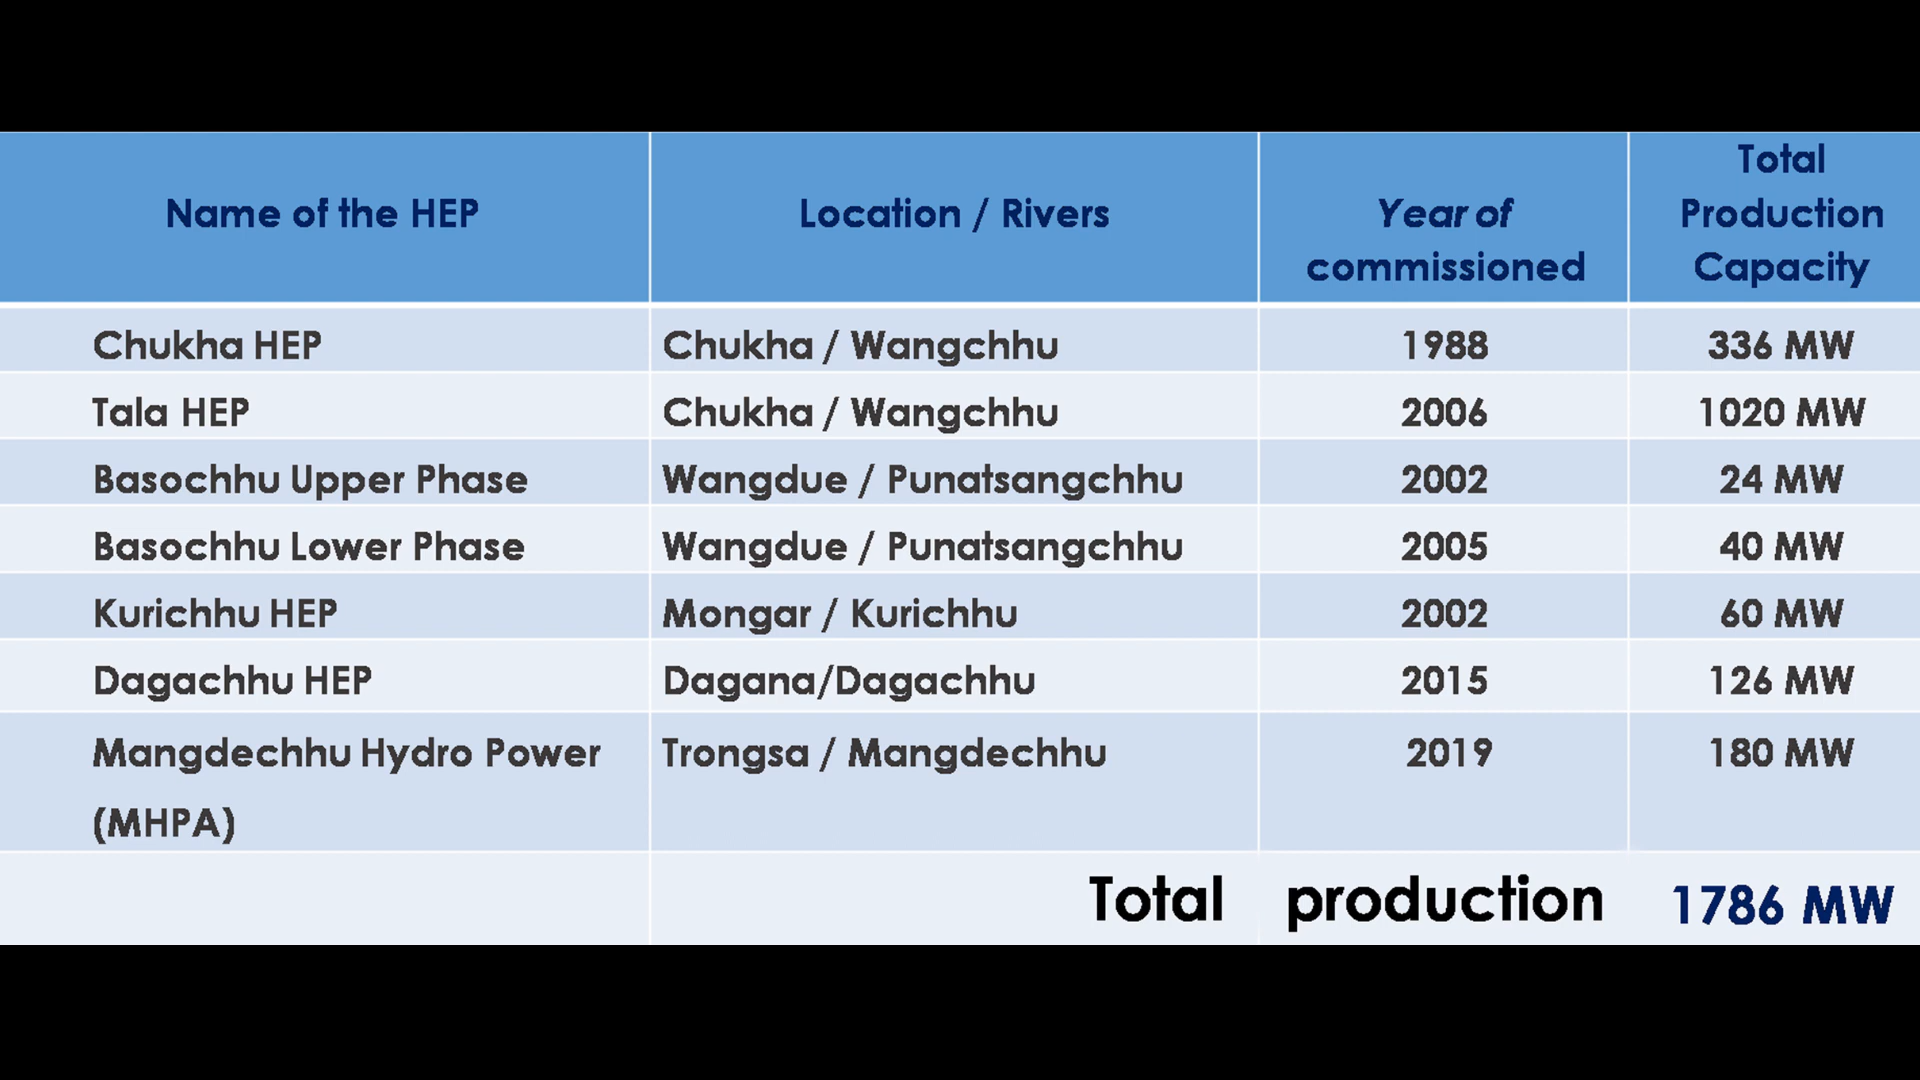 Name of the HEP
Location / Rivers
Year of
commissioned
Total
Production
Capacity
Chukha HEP Chukha / Wangchhu 1988 336 MW
Tala HEP Chukha / Wangchhu 2006 1020 MW
Basochhu Upper Phase Wangdue / Punatsangchhu 2002 24 MW
Basochhu Lower Phase Wangdue / Punatsangchhu 2005 40 MW
Kurichhu HEP Mongar / Kurichhu 2002 60 MW
Dagachhu HEP Dagana/Dagachhu 2015 126 MW
Mangdechhu Hydro Power Trongsa / Mangdechhu 2019 180 MW
(MHPA)
Total production 1786 MW